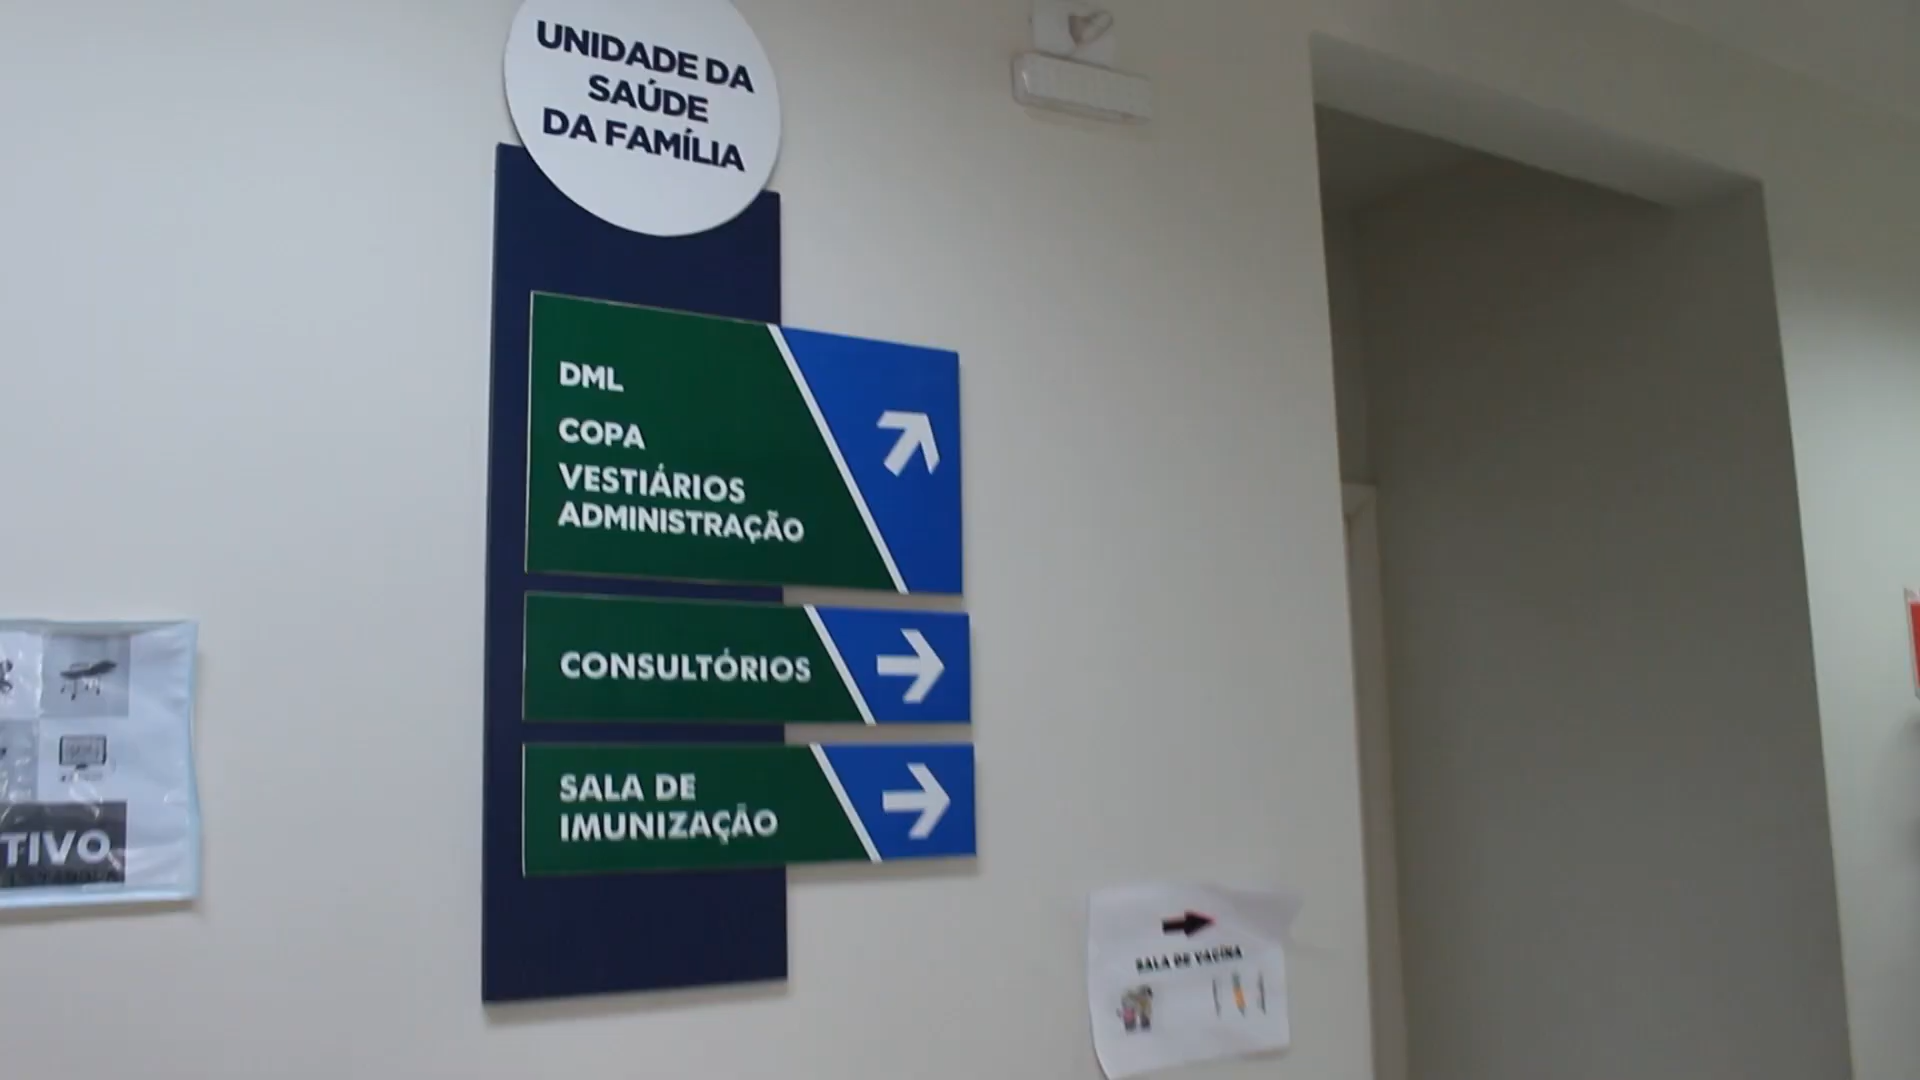 UNIDADE DA
SAÚDE
DA FAMÍLIA
DML
COPA
VESTIÁRIOS
ADMINISTRAÇÃO
CONSULTÓRIOS
SALA DE
IMUNIZAÇÃO
TIVO
SALA DE VACINA